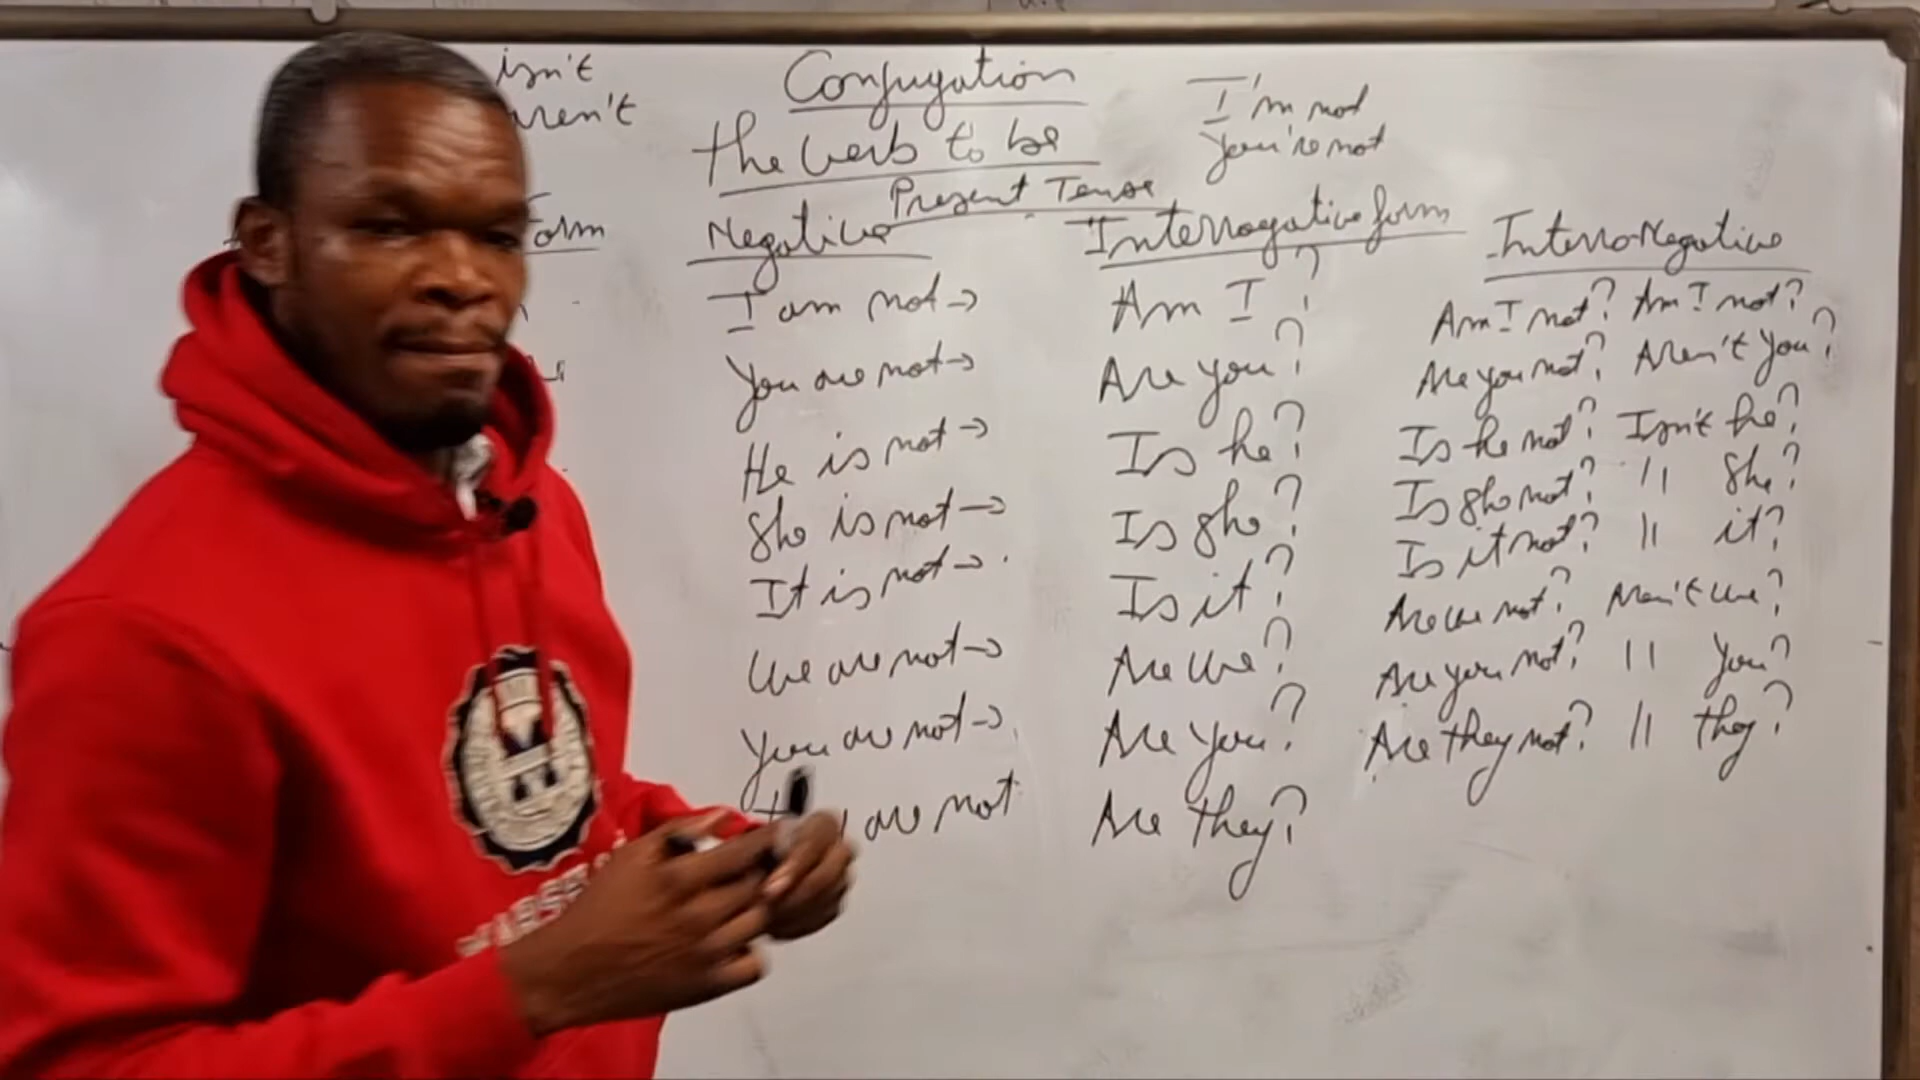 isn't
aren't
Conjugation
the verb to be
Present Tense
I'm not
You're not
Form
Negative
Interrogative form
Interro-Negative
I am not →
Am I ?
Am I not? Am I not?
You are not →
Are you?
Are you not? Aren't you?
He is not →
Is he?
Is he not? Isn't he?
She is not →
Is she?
Is she not? " she?
It is not →
Is it?
Is it not? " it?
We are not →
Are we?
Are we not? Aren't we?
You are not →
Are you?
Are you not? " you?
are not
Are they?
Are they not? " they?